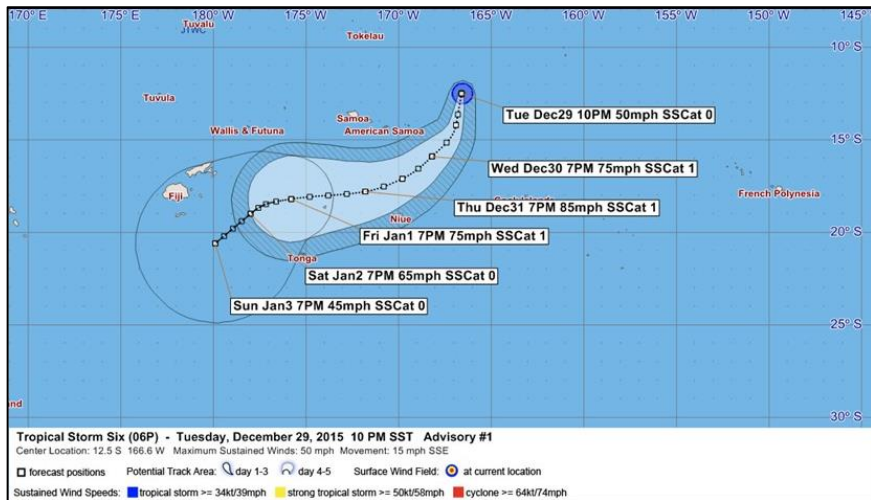 170° E 180° W 175° W 170° W 165° W 160° W 155° W 150° W 145°
Tuvalu
JTWC
Tokelau
10° S
Tuvula
Samoa
Wallis & Futuna
American Samoa
Tue Dec29 10PM 50mph SSCat 0
15° S
Wed Dec30 7PM 75mph SSCat 1
Fiji
French Polynesia
Thu Dec31 7PM 85mph SSCat 1
Niue
Fri Jan1 7PM 75mph SSCat 1
20° S
Tonga
Sat Jan2 7PM 65mph SSCat 0
Sun Jan3 7PM 45mph SSCat 0
25° S
30° S
Tropical Storm Six (06P) - Tuesday, December 29, 2015 10 PM SST Advisory #1
Center Location: 12.5 S 166.6 W Maximum Sustained Winds: 50 mph Movement: 15 mph SSE
forecast positions Potential Track Area: day 1-3 day 4-5 Surface Wind Field: at current location
Sustained Wind Speeds: tropical storm >= 34kt/39mph strong tropical storm >= 50kt/58mph cyclone >= 64kt/74mph